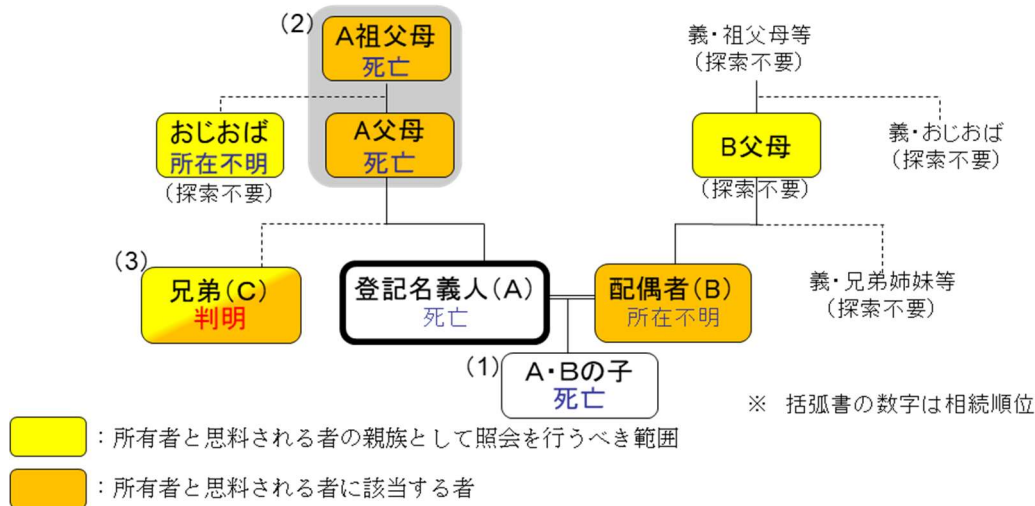 (2)
A祖父母
死亡
義・祖父母等
(探索不要)
おじおば
所在不明
(探索不要)
A父母
死亡
B父母
(探索不要)
義・おじおば
(探索不要)
(3)
兄弟(C)
判明
登記名義人(A)
死亡
配偶者(B)
所在不明
義・兄弟姉妹等
(探索不要)
(1)
A・Bの子
死亡
※ 括弧書の数字は相続順位
:所有者と思料される者の親族として照会を行うべき範囲
:所有者と思料される者に該当する者